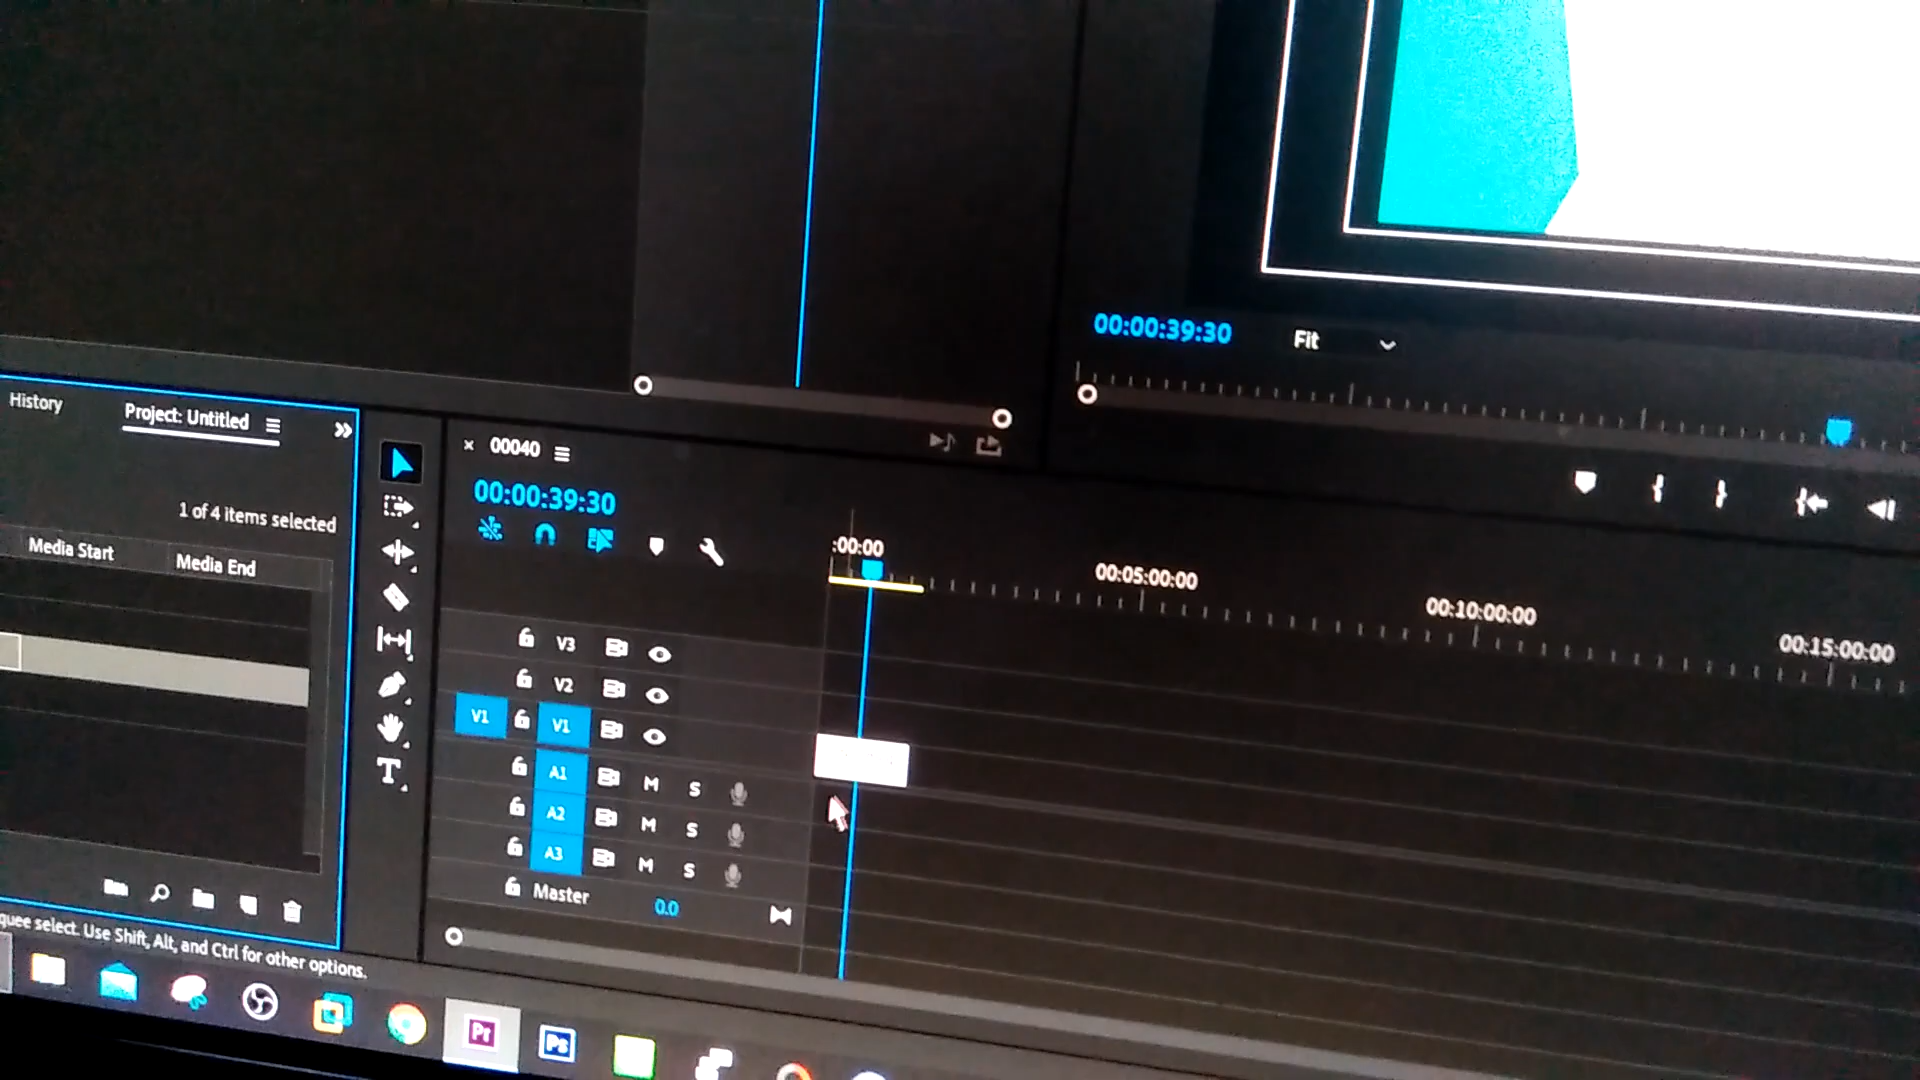 00:00:39:30
Fit
History
Project: Untitled
1 of 4 items selected
Media Start
Media End
× 00040
00:00:39:30
:00:00
00:05:00:00
00:10:00:00
00:15:00:00
V3
V2
V1 V1
A1 M S
A2 M S
A3 M S
Master 0.0
T
quee select. Use Shift, Alt, and Ctrl for other options.
Pr
Ps